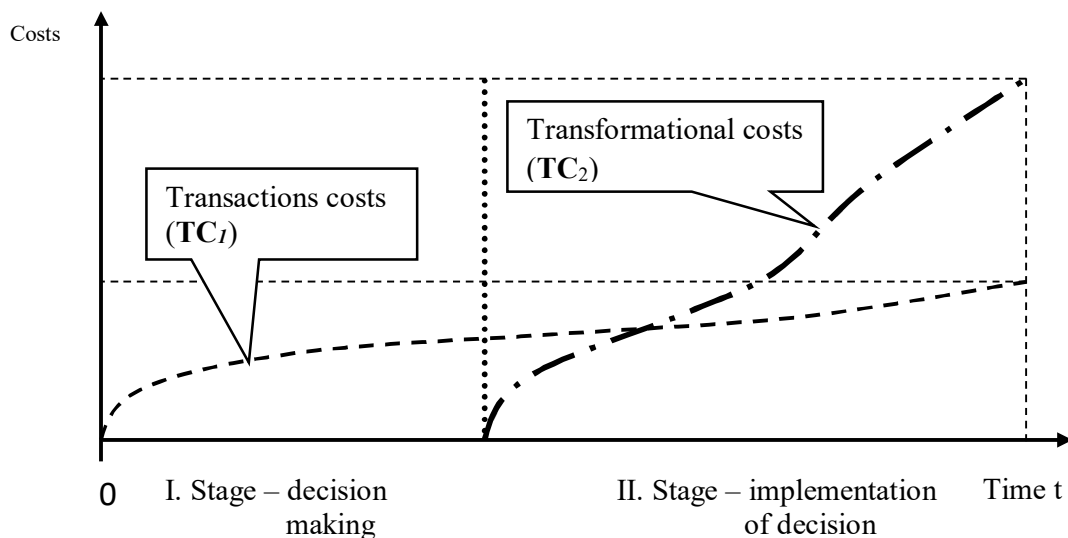 Costs
Transformational costs
(TC₂)
Transactions costs
(TC₁)
0
I. Stage – decision
making
II. Stage – implementation
of decision
Time t